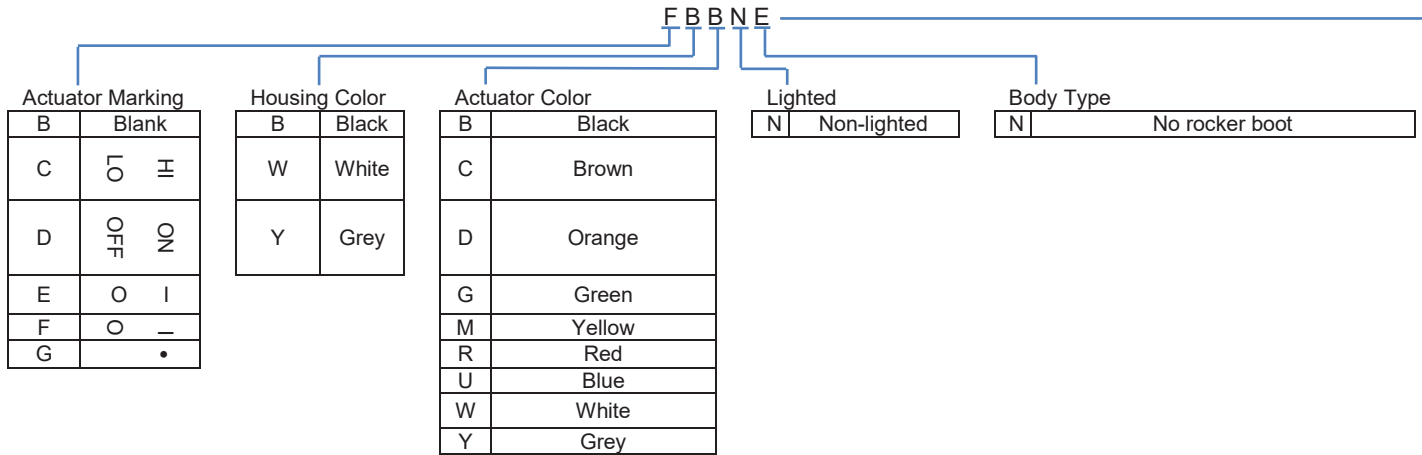 F B B N E
Actuator Marking
B Blank
C LO HI
D OFF ON
E O I
F O I
G •
Housing Color
B Black
W White
Y Grey
Actuator Color
B Black
C Brown
D Orange
G Green
M Yellow
R Red
U Blue
W White
Y Grey
Lighted
N Non-lighted
Body Type
N No rocker boot